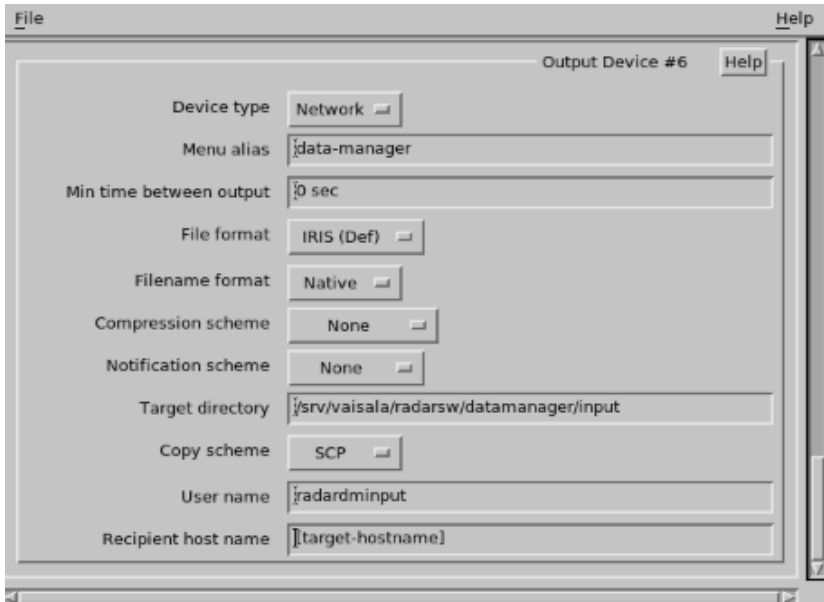 File Help
Output Device #6 Help
Device type Network
Menu alias data-manager
Min time between output 0 sec
File format IRIS (Def)
Filename format Native
Compression scheme None
Notification scheme None
Target directory /srv/vaisala/radarsw/datamanager/input
Copy scheme SCP
User name radardminput
Recipient host name [target-hostname]